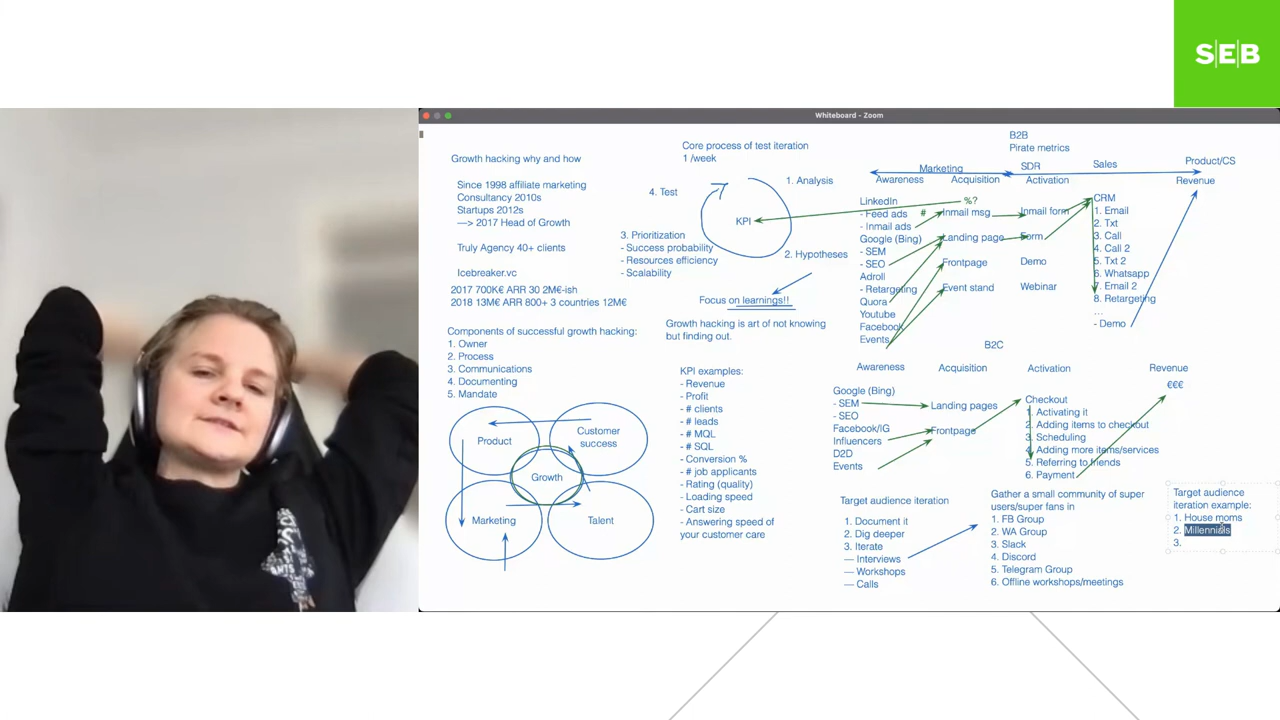 S|E|B
Whiteboard - Zoom
Growth hacking why and how
Since 1998 affiliate marketing
Consultancy 2010s
Startups 2012s
—> 2017 Head of Growth
Truly Agency 40+ clients
Icebreaker.vc
2017 700K€ ARR 30 2M€-ish
2018 13M€ ARR 800+ 3 countries 12M€
Components of successful growth hacking:
1. Owner
2. Process
3. Communications
4. Documenting
5. Mandate
Product
Customer
success
Growth
Marketing
Talent
Core process of test iteration
1 /week
1. Analysis
4. Test
KPI
3. Prioritization
- Success probability
- Resources efficiency
- Scalability
2. Hypotheses
Focus on learnings!!
Growth hacking is art of not knowing
but finding out.
KPI examples:
- Revenue
- Profit
- # clients
- # leads
- # MQL
- # SQL
- Conversion %
- # job applicants
- Rating (quality)
- Loading speed
- Cart size
- Answering speed of
your customer care
B2B
Pirate metrics
Marketing
SDR
Sales
Product/CS
Awareness
Acquisition
Activation
Revenue
LinkedIn
- Feed ads
- Inmail ads
Google (Bing)
- SEM
- SEO
Adroll
- Retargeting
Quora
Youtube
Facebook
Events
#
%?
Inmail msg
Landing page
Frontpage
Event stand
Inmail form
Form
Demo
Webinar
CRM
1. Email
2. Txt
3. Call
4. Call 2
5. Txt 2
6. Whatsapp
7. Email 2
8. Retargeting
...
- Demo
B2C
Awareness
Acquisition
Activation
Revenue
€€€
Google (Bing)
- SEM
- SEO
Facebook/IG
Influencers
D2D
Events
Landing pages
Frontpage
Checkout
1. Activating it
2. Adding items to checkout
3. Scheduling
4. Adding more items/services
5. Referring to friends
6. Payment
Target audience iteration
1. Document it
2. Dig deeper
3. Iterate
— Interviews
— Workshops
— Calls
Gather a small community of super
users/super fans in
1. FB Group
2. WA Group
3. Slack
4. Discord
5. Telegram Group
6. Offline workshops/meetings
Target audience
iteration example:
1. House moms
2. Millennials
3.